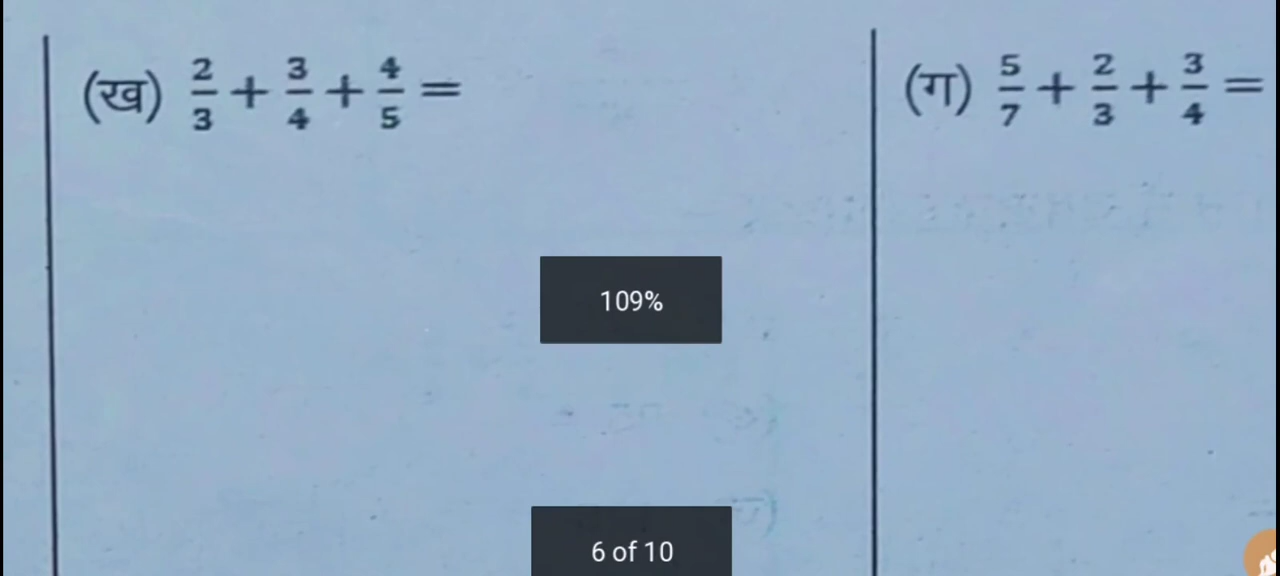 (ख) 2/3 + 3/4 + 4/5 =
(ग) 5/7 + 2/3 + 3/4 =
109%
6 of 10